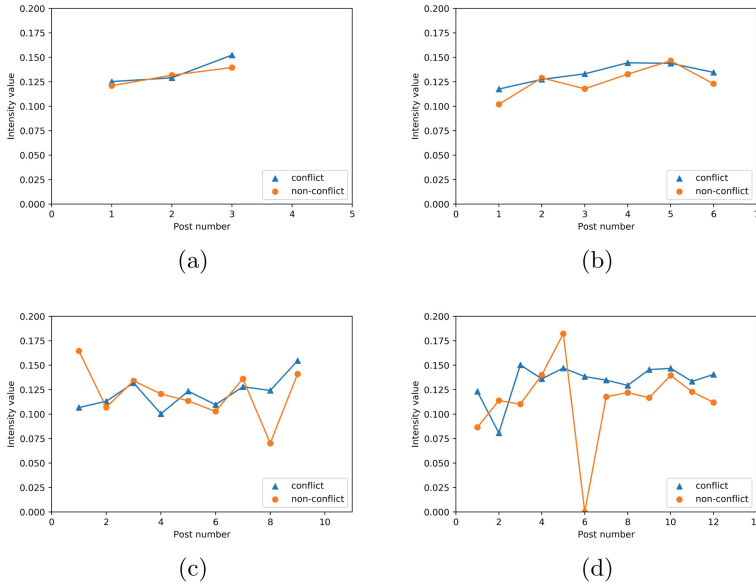 0.200
0.175
0.150
0.125
0.100
0.075
0.050
0.025
0.000
Intensity value
0 1 2 3 4 5
Post number
conflict
non-conflict
(a)
0.200
0.175
0.150
0.125
0.100
0.075
0.050
0.025
0.000
Intensity value
0 1 2 3 4 5 6 7
Post number
conflict
non-conflict
(b)
0.200
0.175
0.150
0.125
0.100
0.075
0.050
0.025
0.000
Intensity value
0 2 4 6 8 10
Post number
conflict
non-conflict
(c)
0.200
0.175
0.150
0.125
0.100
0.075
0.050
0.025
0.000
Intensity value
0 2 4 6 8 10 12
Post number
conflict
non-conflict
(d)